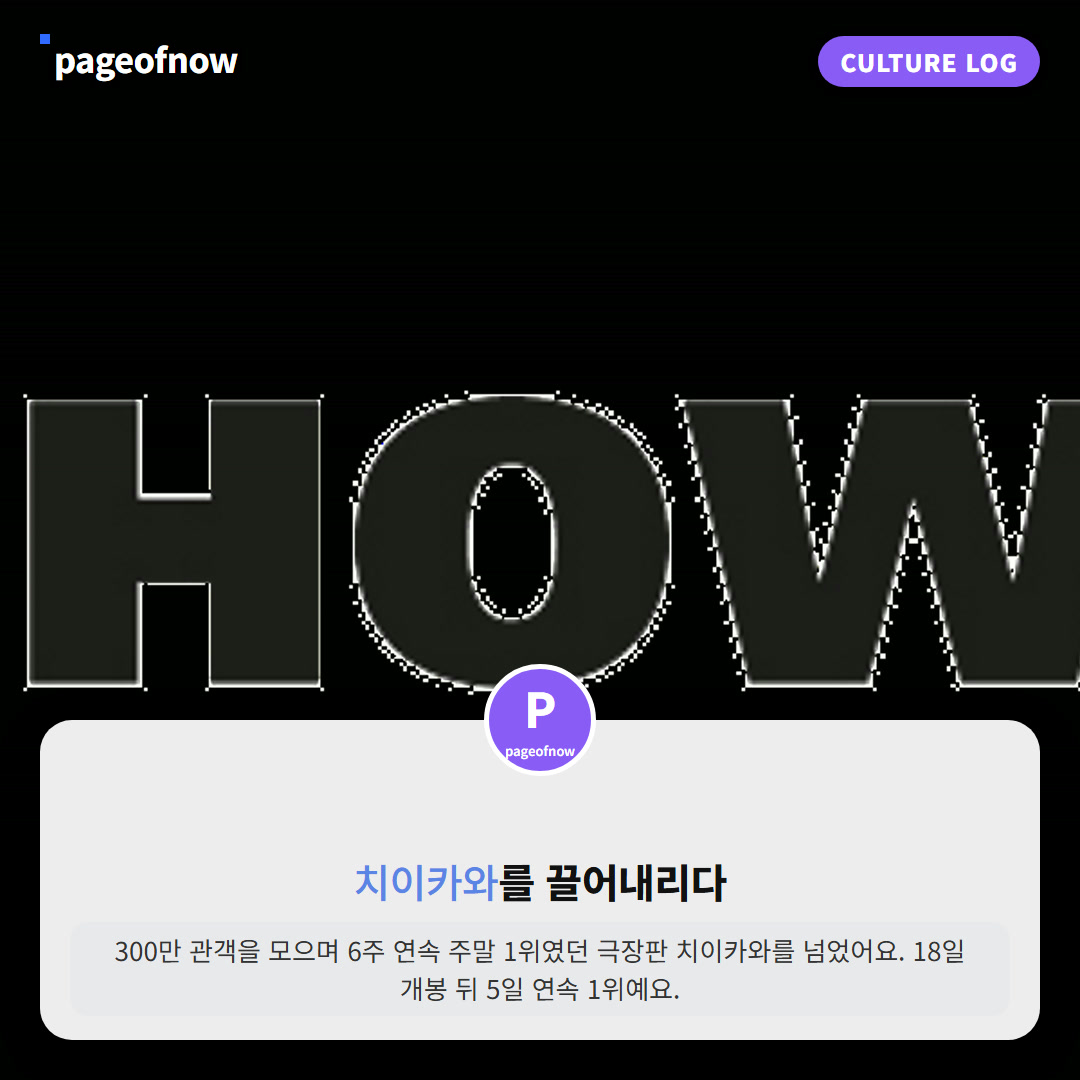 pageofnow
CULTURE LOG
HOW
P
pageofnow
치이카와를 끌어내리다
300만 관객을 모으며 6주 연속 주말 1위였던 극장판 치이카와를 넘었어요. 18일
개봉 뒤 5일 연속 1위예요.